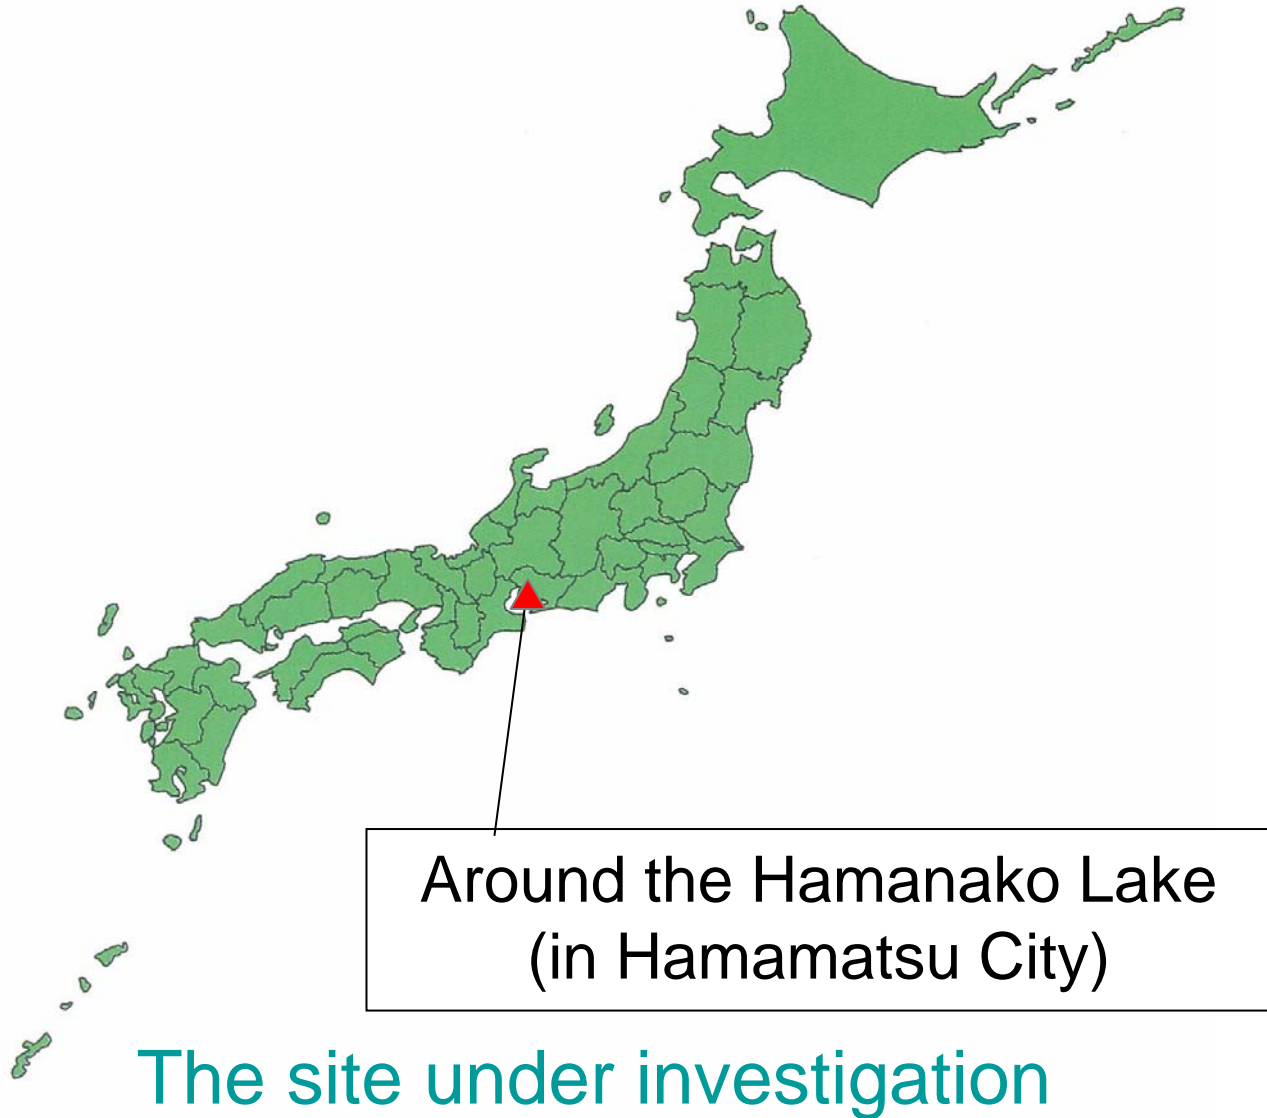 Around the Hamanako Lake
(in Hamamatsu City)
The site under investigation